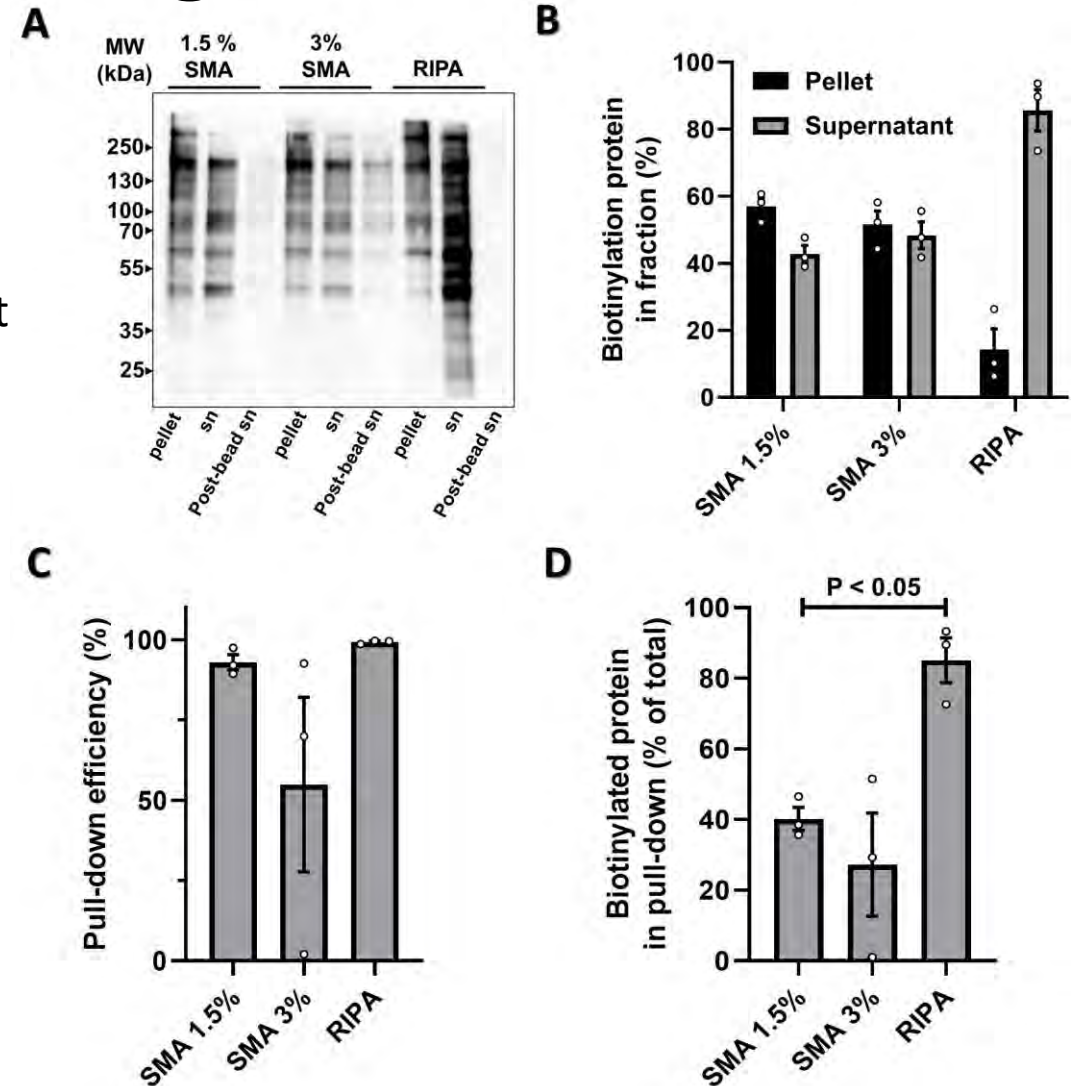 A
MW
(kDa)
1.5 %
SMA
3%
SMA
RIPA
250
130
100
70
55
35
25
pellet
sn
Post-bead sn
pellet
sn
Post-bead sn
pellet
sn
Post-bead sn
t
B
Biotinylation protein
in fraction (%)
100
80
60
40
20
0
Pellet
Supernatant
SMA 1.5%
SMA 3%
RIPA
C
Pull-down efficiency (%)
100
50
0
SMA 1.5%
SMA 3%
RIPA
D
Biotinylated protein
in pull-down (% of total)
100
80
60
40
20
0
P < 0.05
SMA 1.5%
SMA 3%
RIPA